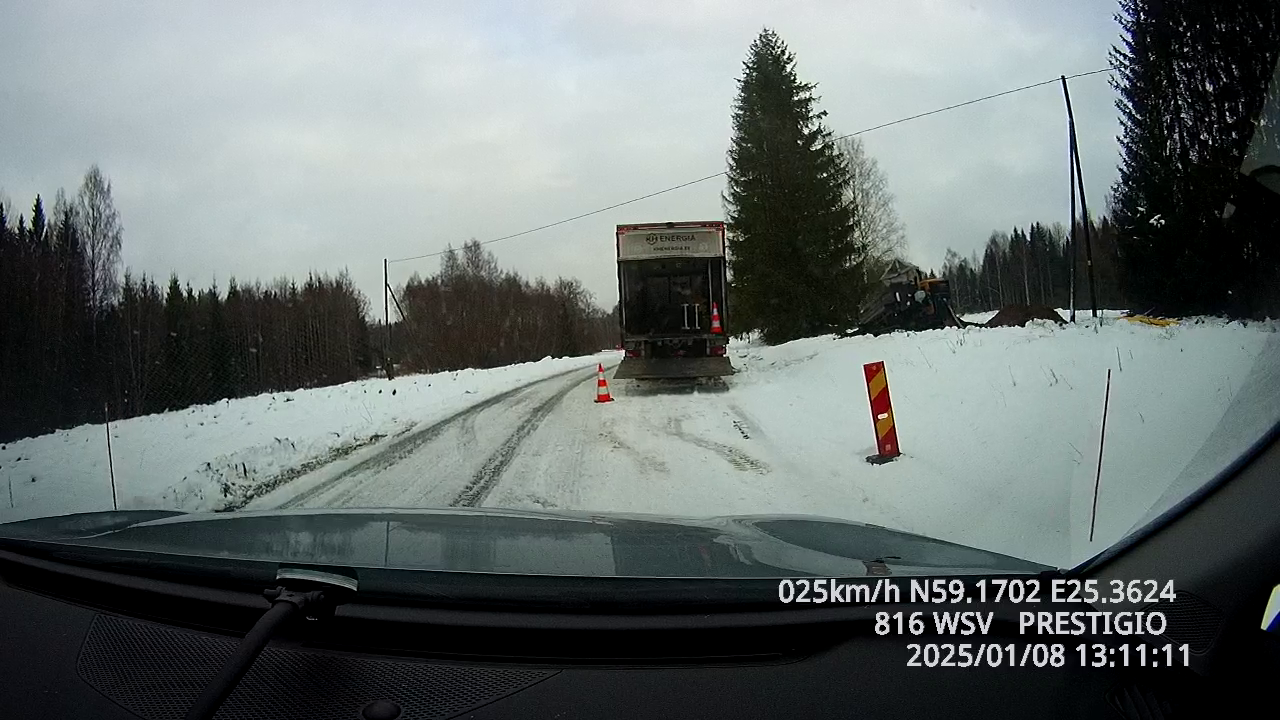 ENERGIA
025km/h N59.1702 E25.3624
816 WSV PRESTIGIO
2025/01/08 13:11:11